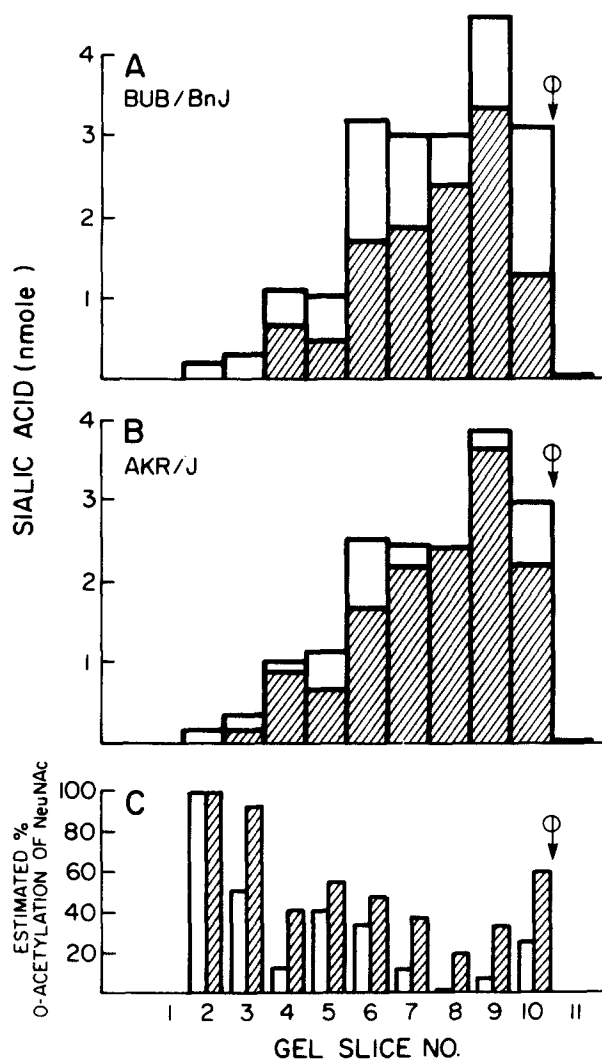 A
BUB/BnJ
4
3
2
1
B
AKR/J
4
3
2
1
SIALIC ACID (nmole)
C
100
80
60
40
20
ESTIMATED %
O-ACETYLATION OF NeuNAc
1 2 3 4 5 6 7 8 9 10 11
GEL SLICE NO.